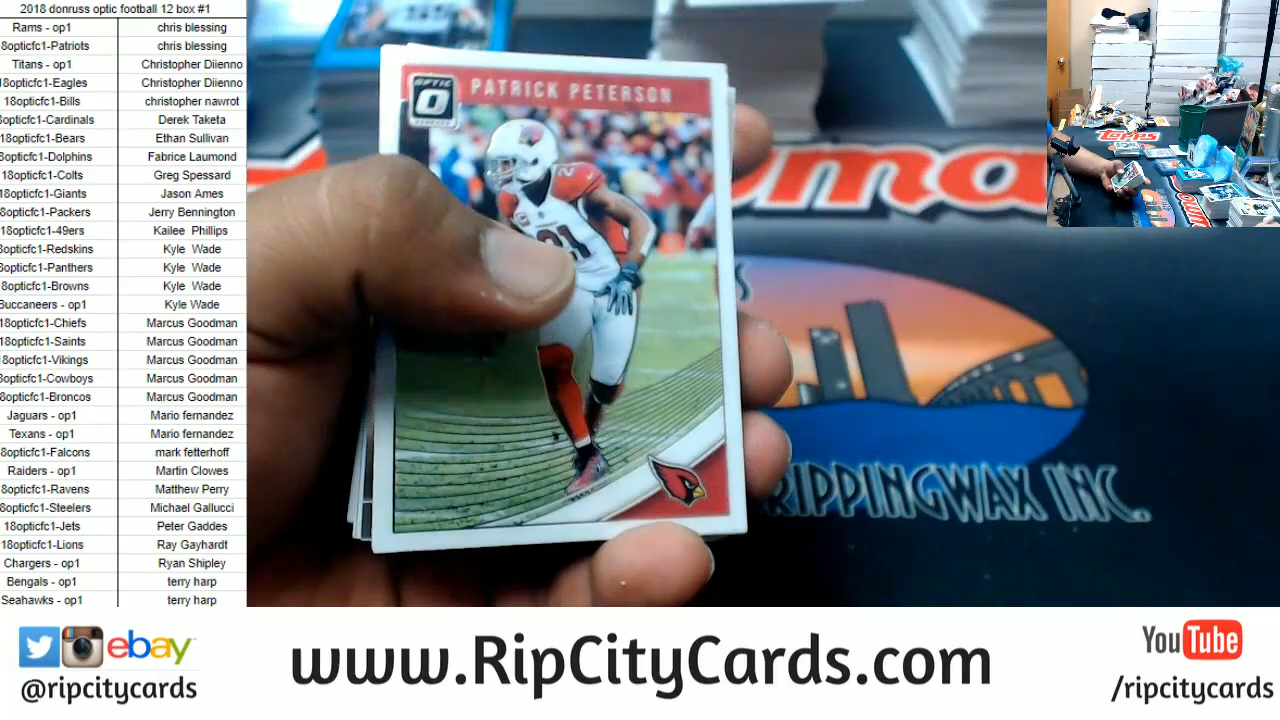 2018 donruss optic football 12 box #1
Rams - op1 chris blessing
8opticfc1-Patriots chris blessing
Titans - op1 Christopher Diienno
18opticfc1-Eagles Christopher Diienno
18opticfc1-Bills christopher nawrot
8opticfc1-Cardinals Derek Taketa
18opticfc1-Bears Ethan Sullivan
8opticfc1-Dolphins Fabrice Laumond
18opticfc1-Colts Greg Spessard
18opticfc1-Giants Jason Ames
8opticfc1-Packers Jerry Bennington
18opticfc1-49ers Kailee Phillips
8opticfc1-Redskins Kyle Wade
8opticfc1-Panthers Kyle Wade
8opticfc1-Browns Kyle Wade
Buccaneers - op1 Kyle Wade
18opticfc1-Chiefs Marcus Goodman
18opticfc1-Saints Marcus Goodman
18opticfc1-Vikings Marcus Goodman
8opticfc1-Cowboys Marcus Goodman
8opticfc1-Broncos Marcus Goodman
Jaguars - op1 Mario fernandez
Texans - op1 Mario fernandez
8opticfc1-Falcons mark fetterhoff
Raiders - op1 Martin Clowes
8opticfc1-Ravens Matthew Perry
8opticfc1-Steelers Michael Gallucci
18opticfc1-Jets Peter Gaddes
18opticfc1-Lions Ray Gayhardt
Chargers - op1 Ryan Shipley
Bengals - op1 terry harp
Seahawks - op1 terry harp
OPTIC
PATRICK PETERSON
21
RIPPINGWAX INC.
TOPPS
ebay
@ripcitycards
www.RipCityCards.com
YouTube
/ripcitycards